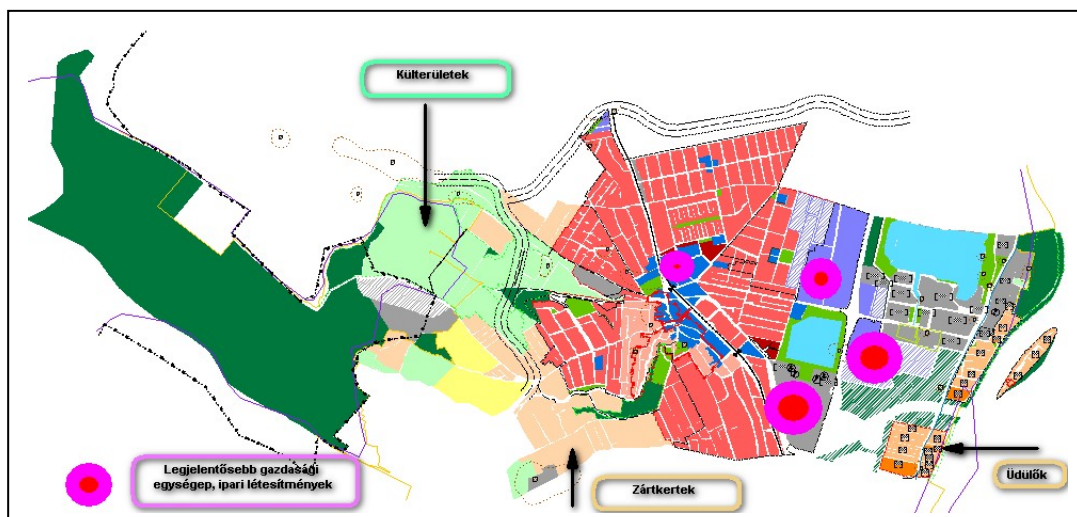 Külterületek
Legjelentősebb gazdasági
egységep, ipari létesítmények
Zártkertek
Üdülők